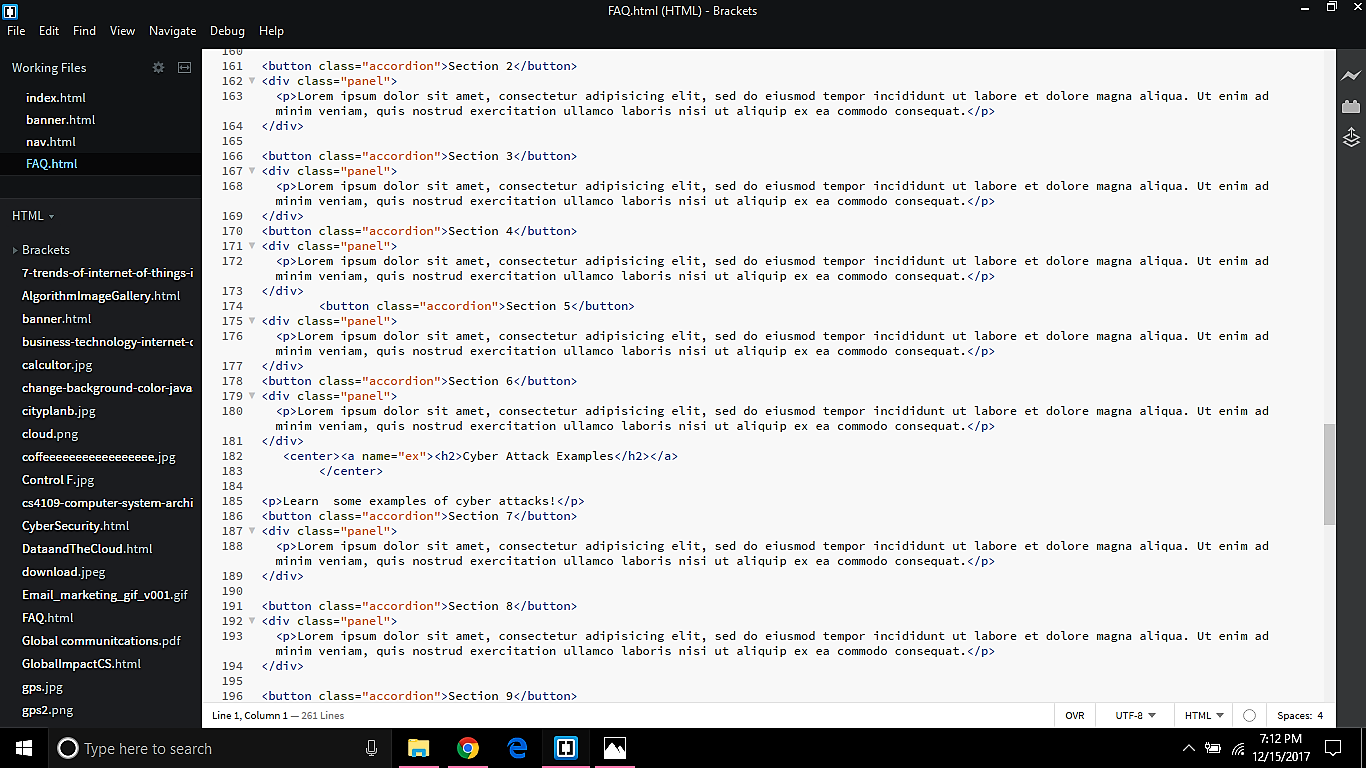 FAQ.html (HTML) - Brackets
File Edit Find View Navigate Debug Help
Working Files
index.html
banner.html
nav.html
FAQ.html
HTML
Brackets
7-trends-of-internet-of-things-i
AlgorithmImageGallery.html
banner.html
business-technology-internet-c
calcultor.jpg
change-background-color-java
cityplanb.jpg
cloud.png
coffeeeeeeeeeeeeeeeee.jpg
Control F.jpg
cs4109-computer-system-archi
CyberSecurity.html
DataandTheCloud.html
download.jpeg
Email_marketing_gif_v001.gif
FAQ.html
Global communitcations.pdf
GlobalImpactCS.html
gps.jpg
gps2.png
160
161 <button class="accordion">Section 2</button>
162 <div class="panel">
163 <p>Lorem ipsum dolor sit amet, consectetur adipisicing elit, sed do eiusmod tempor incididunt ut labore et dolore magna aliqua. Ut enim ad
minim veniam, quis nostrud exercitation ullamco laboris nisi ut aliquip ex ea commodo consequat.</p>
164 </div>
165
166 <button class="accordion">Section 3</button>
167 <div class="panel">
168 <p>Lorem ipsum dolor sit amet, consectetur adipisicing elit, sed do eiusmod tempor incididunt ut labore et dolore magna aliqua. Ut enim ad
minim veniam, quis nostrud exercitation ullamco laboris nisi ut aliquip ex ea commodo consequat.</p>
169 </div>
170 <button class="accordion">Section 4</button>
171 <div class="panel">
172 <p>Lorem ipsum dolor sit amet, consectetur adipisicing elit, sed do eiusmod tempor incididunt ut labore et dolore magna aliqua. Ut enim ad
minim veniam, quis nostrud exercitation ullamco laboris nisi ut aliquip ex ea commodo consequat.</p>
173 </div>
174 <button class="accordion">Section 5</button>
175 <div class="panel">
176 <p>Lorem ipsum dolor sit amet, consectetur adipisicing elit, sed do eiusmod tempor incididunt ut labore et dolore magna aliqua. Ut enim ad
minim veniam, quis nostrud exercitation ullamco laboris nisi ut aliquip ex ea commodo consequat.</p>
177 </div>
178 <button class="accordion">Section 6</button>
179 <div class="panel">
180 <p>Lorem ipsum dolor sit amet, consectetur adipisicing elit, sed do eiusmod tempor incididunt ut labore et dolore magna aliqua. Ut enim ad
minim veniam, quis nostrud exercitation ullamco laboris nisi ut aliquip ex ea commodo consequat.</p>
181 </div>
182 <center><a name="ex"><h2>Cyber Attack Examples</h2></a>
183 </center>
184
185 <p>Learn  some examples of cyber attacks!</p>
186 <button class="accordion">Section 7</button>
187 <div class="panel">
188 <p>Lorem ipsum dolor sit amet, consectetur adipisicing elit, sed do eiusmod tempor incididunt ut labore et dolore magna aliqua. Ut enim ad
minim veniam, quis nostrud exercitation ullamco laboris nisi ut aliquip ex ea commodo consequat.</p>
189 </div>
190
191 <button class="accordion">Section 8</button>
192 <div class="panel">
193 <p>Lorem ipsum dolor sit amet, consectetur adipisicing elit, sed do eiusmod tempor incididunt ut labore et dolore magna aliqua. Ut enim ad
minim veniam, quis nostrud exercitation ullamco laboris nisi ut aliquip ex ea commodo consequat.</p>
194 </div>
195
196 <button class="accordion">Section 9</button>
Line 1, Column 1 — 261 Lines OVR UTF-8 HTML Spaces: 4
Type here to search
7:12 PM
12/15/2017